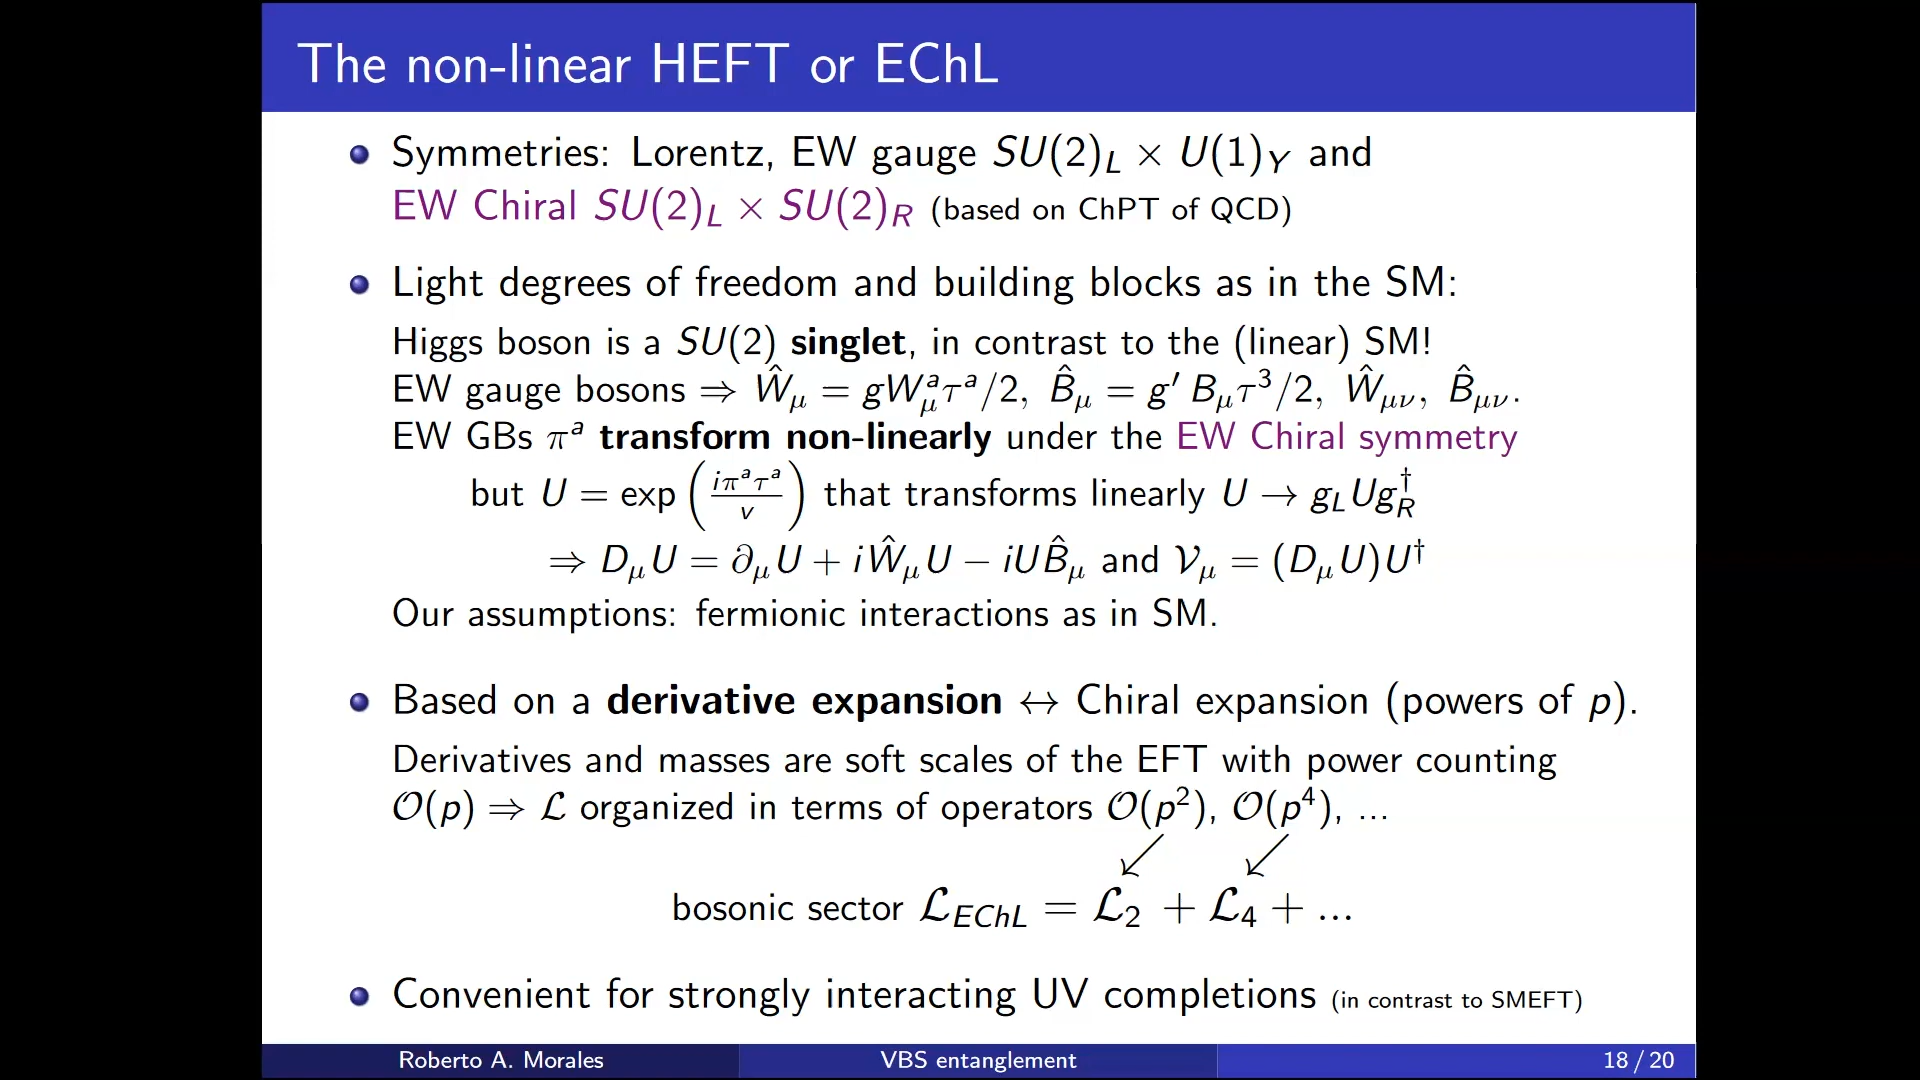 The non-linear HEFT or EChL
Symmetries: Lorentz, EW gauge SU(2)_L × U(1)_Y and
EW Chiral SU(2)_L × SU(2)_R (based on ChPT of QCD)
Light degrees of freedom and building blocks as in the SM:
Higgs boson is a SU(2) singlet, in contrast to the (linear) SM!
EW gauge bosons ⇒ Ŵ_μ = gW^a_μ τ^a/2, B̂_μ = g′ B_μ τ^3/2, Ŵ_μν, B̂_μν.
EW GBs π^a transform non-linearly under the EW Chiral symmetry
but U = exp(iπ^aτ^a/v) that transforms linearly U → g_L U g_R^†
⇒ D_μU = ∂_μU + iŴ_μU − iUB̂_μ and 𝒱_μ = (D_μU)U^†
Our assumptions: fermionic interactions as in SM.
Based on a derivative expansion ↔ Chiral expansion (powers of p).
Derivatives and masses are soft scales of the EFT with power counting
𝒪(p) ⇒ ℒ organized in terms of operators 𝒪(p^2), 𝒪(p^4), ...
bosonic sector ℒ_EChL = ℒ_2 + ℒ_4 + ...
Convenient for strongly interacting UV completions (in contrast to SMEFT)
Roberto A. Morales VBS entanglement 18 / 20